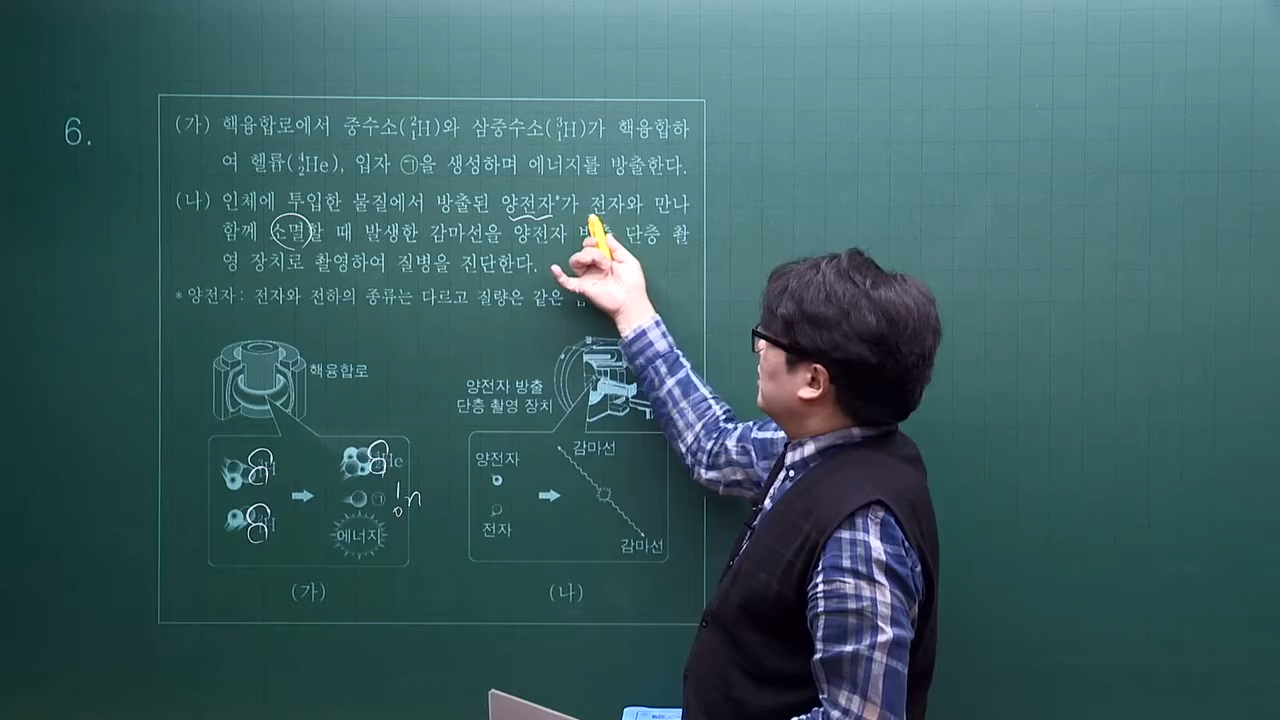 6.
(가) 핵융합로에서 중수소(²₁H)와 삼중수소(³₁H)가 핵융합하
여 헬륨(⁴₂He), 입자 ㉠을 생성하며 에너지를 방출한다.
(나) 인체에 투입한 물질에서 방출된 양전자*가 전자와 만나
함께 소멸할 때 발생한 감마선을 양전자 방출 단층 촬
영 장치로 촬영하여 질병을 진단한다.
*양전자: 전자와 전하의 종류는 다르고 질량은 같은
핵융합로
He
㉠
¹₀n
에너지
(가)
양전자 방출
단층 촬영 장치
양전자
감마선
전자
감마선
(나)